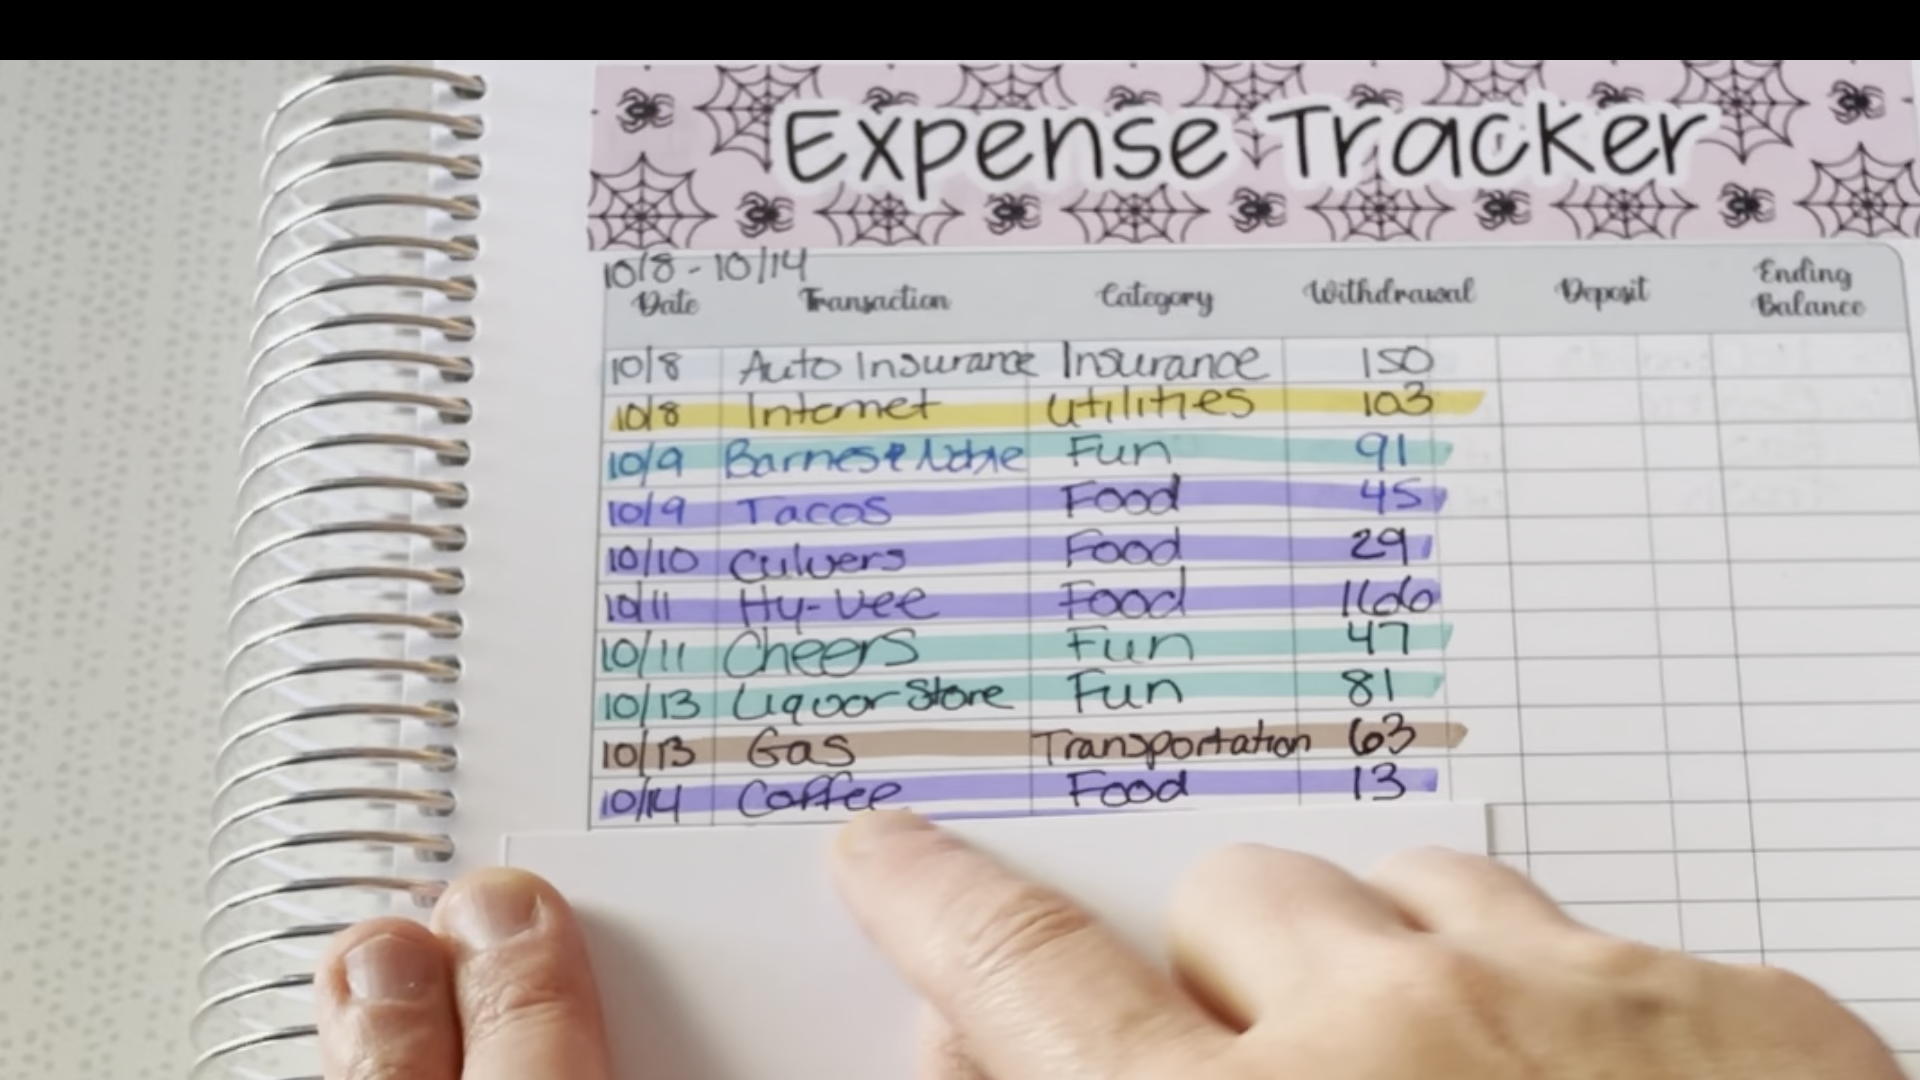 Expense Tracker
10/8 - 10/14
Date Transaction Category Withdrawal Deposit Ending Balance
10/8 Auto Insurance Insurance 150
10/8 Internet Utilities 103
10/9 Barnes & Noble Fun 91
10/9 Tacos Food 45
10/10 Culvers Food 29
10/11 Hy-Vee Food 166
10/11 Cheers Fun 47
10/13 Liquor Store Fun 81
10/13 Gas Transportation 63
10/14 Coffee Food 13